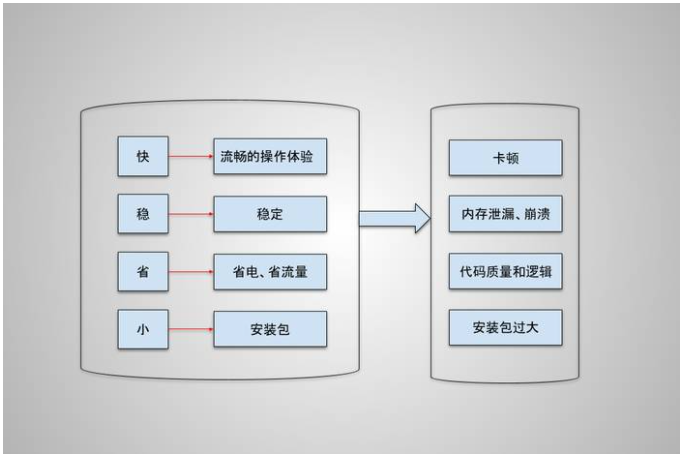 快
流畅的操作体验
卡顿
稳
稳定
内存泄漏、崩溃
省
省电、省流量
代码质量和逻辑
小
安装包
安装包过大